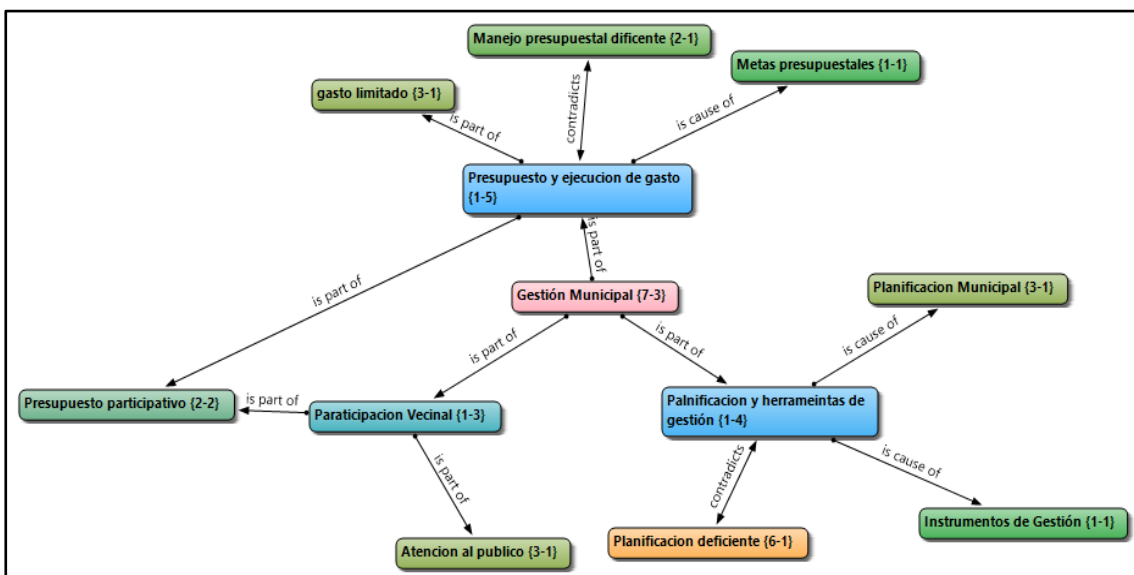 Manejo presupuestal dificente {2-1}
Metas presupuestales {1-1}
gasto limitado {3-1}
is part of
contradicts
is cause of
Presupuesto y ejecucion de gasto
{1-5}
is part of
is part of
Gestión Municipal {7-3}
Planificacion Municipal {3-1}
is part of
is part of
is cause of
Presupuesto participativo {2-2}
is part of
Paraticipacion Vecinal {1-3}
Palnificacion y herrameintas de
gestión {1-4}
is part of
contradicts
is cause of
Atencion al publico {3-1}
Planificacion deficiente {6-1}
Instrumentos de Gestión {1-1}